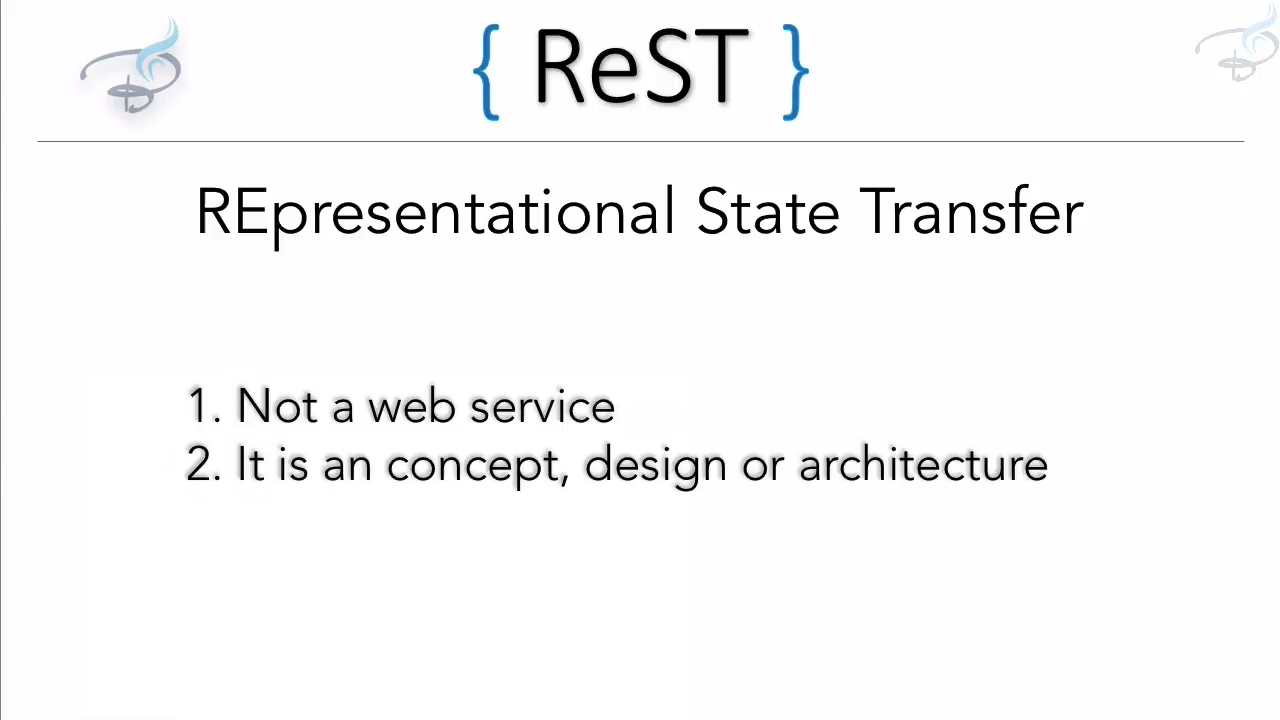 { ReST }
REpresentational State Transfer
1. Not a web service
2. It is an concept, design or architecture